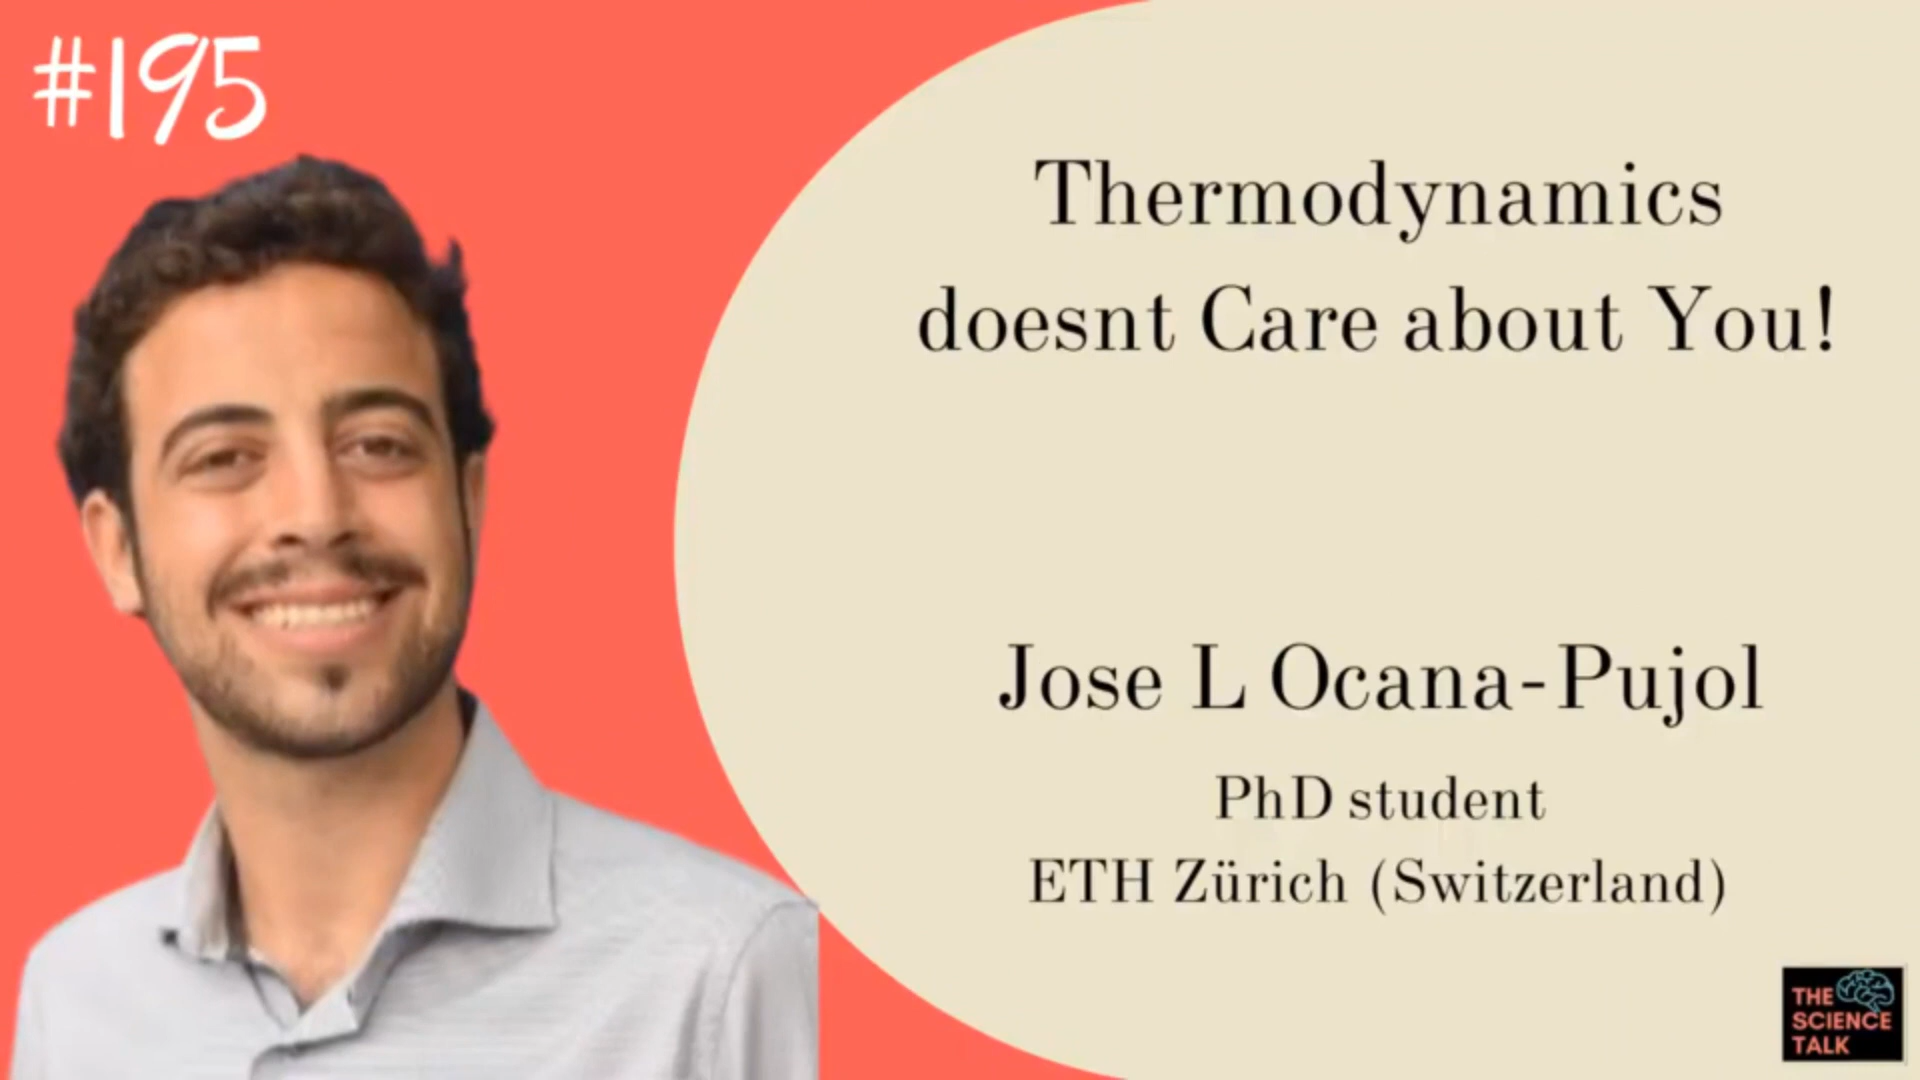 #195
Thermodynamics
doesnt Care about You!
Jose L Ocana-Pujol
PhD student
ETH Zürich (Switzerland)
THE
SCIENCE
TALK